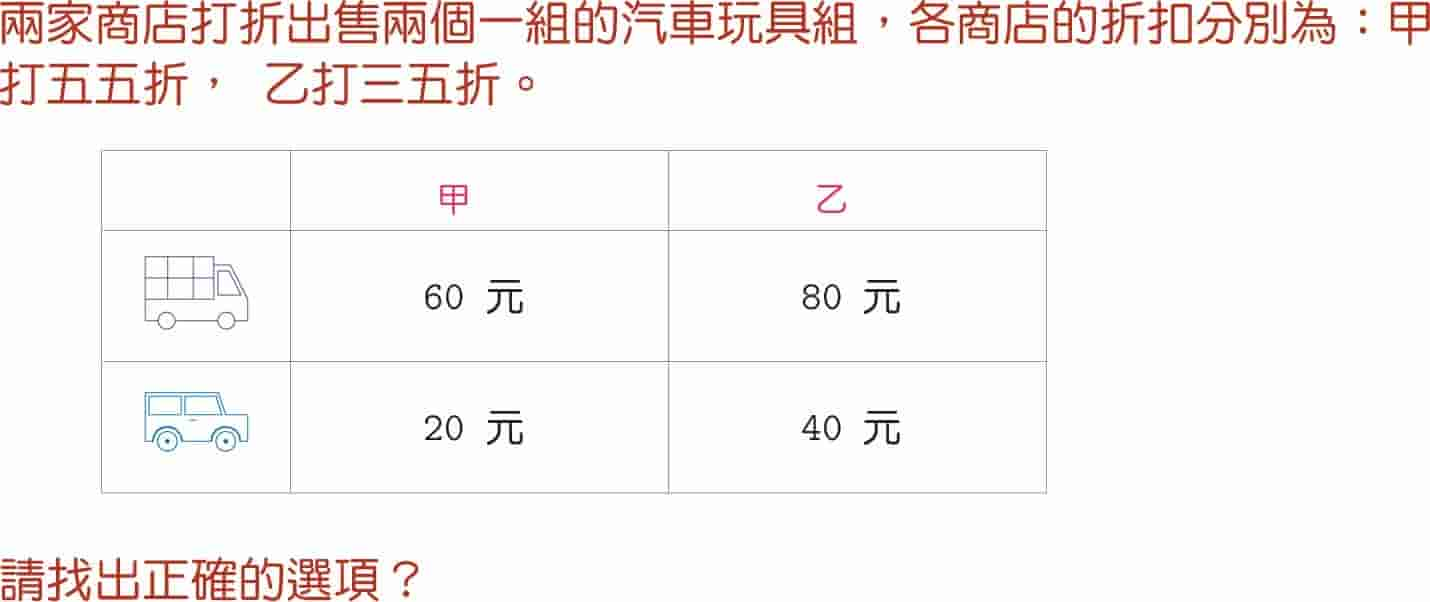 兩家商店打折出售兩個一組的汽車玩具組，各商店的折扣分別為：甲
打五五折， 乙打三五折。
甲 乙
60 元 80 元
20 元 40 元
請找出正確的選項？